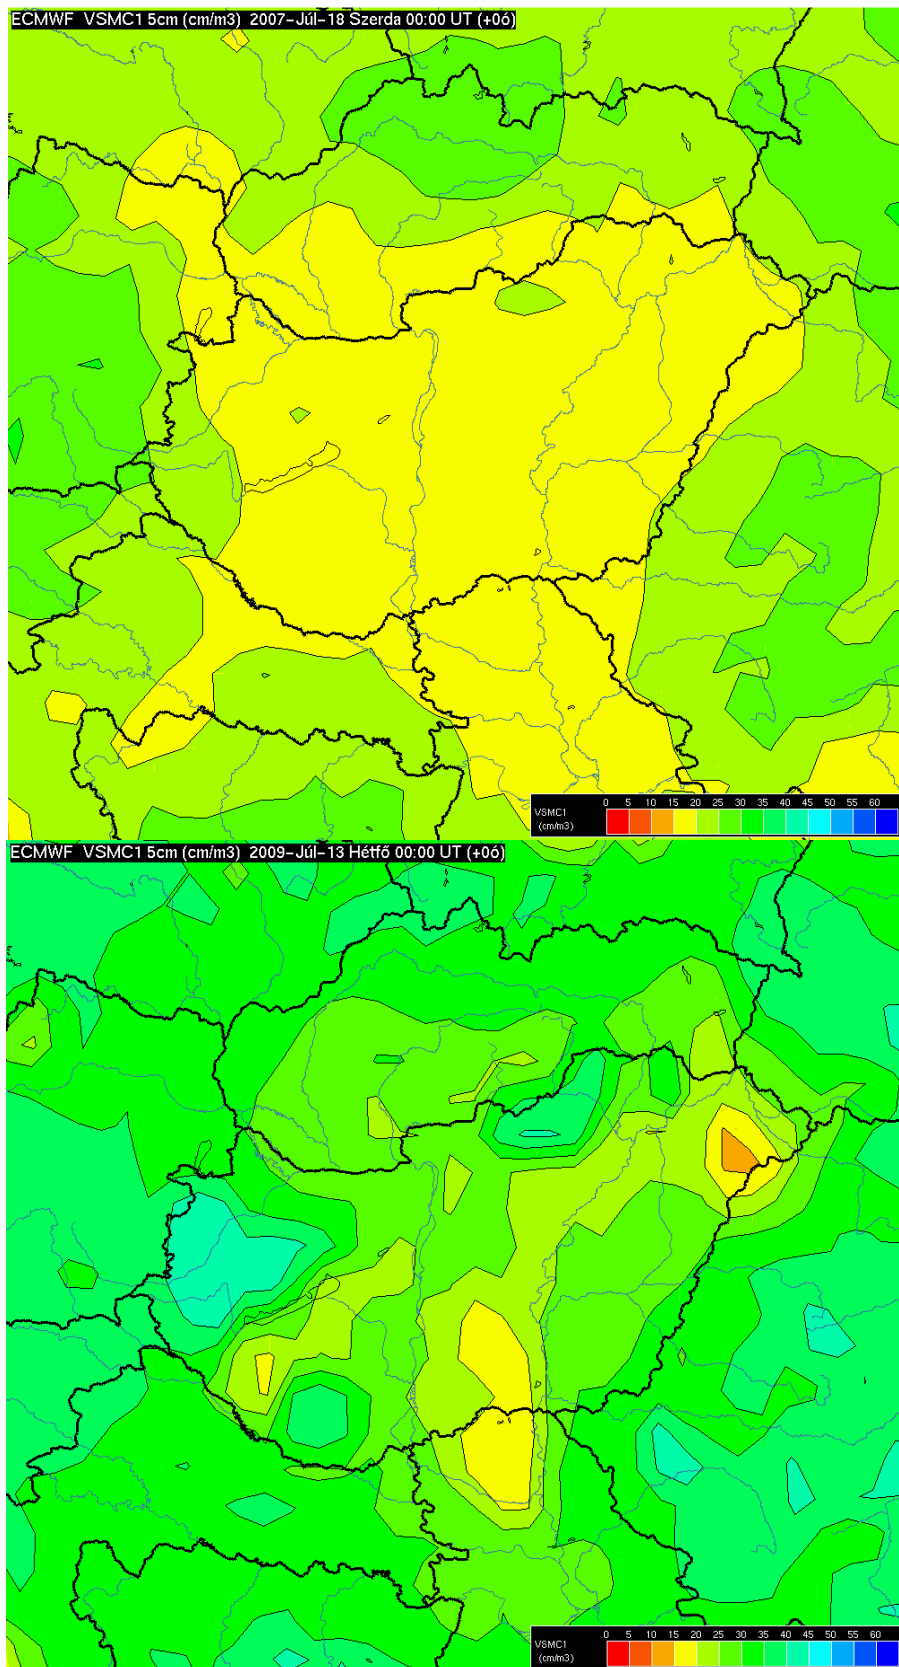 ECMWF VSMC1 5cm (cm/m3) 2007-Júl-18 Szerda 00:00 UT (+0ó)
0 5 10 15 20 25 30 35 40 45 50 55 60
VSMC1
(cm/m3)
ECMWF VSMC1 5cm (cm/m3) 2009-Júl-13 Hétfő 00:00 UT (+0ó)
0 5 10 15 20 25 30 35 40 45 50 55 60
VSMC1
(cm/m3)